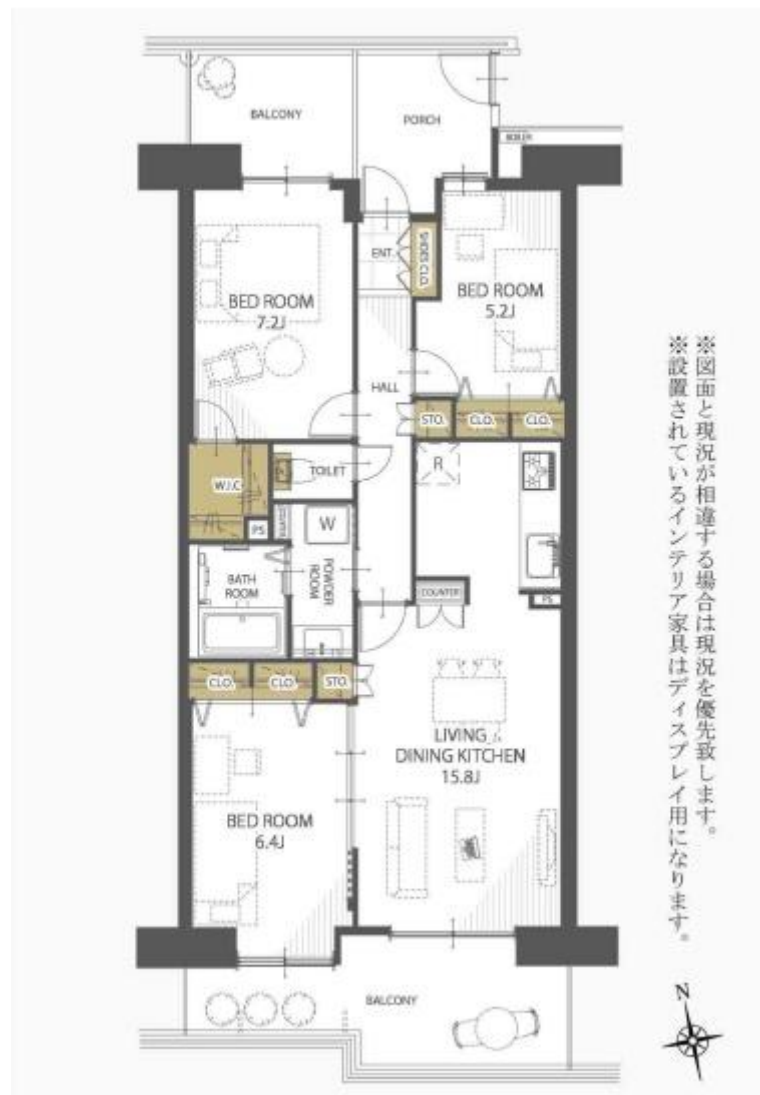 BALCONY
PORCH
BOILER
ENT.
SHOES CLO.
BED ROOM
7.2J
BED ROOM
5.2J
HALL
STO.
CLO.
CLO.
W.I.C
TOILET
R
PS
W
BATH
ROOM
POWDER
ROOM
COUNTER
PS
CLO.
CLO.
STO.
LIVING
DINING KITCHEN
15.8J
BED ROOM
6.4J
BALCONY
※図面と現況が相違する場合は現況を優先致します。
※設置されているインテリア家具はディスプレイ用になります。
N